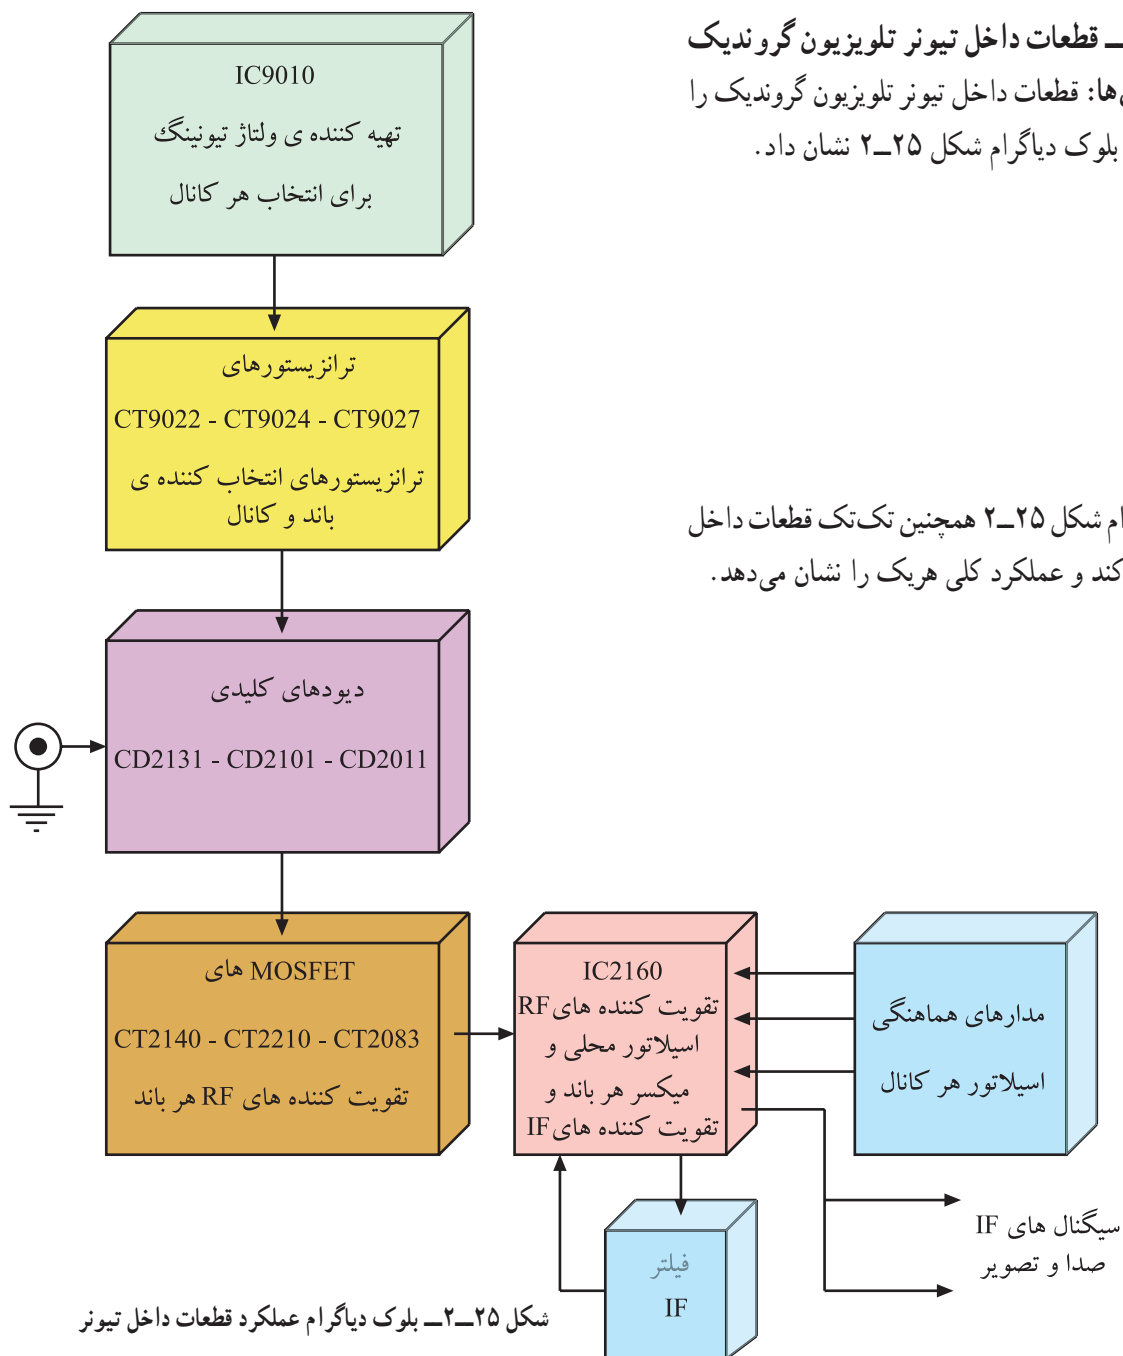 ــ قطعات داخل تیونر تلویزیون گروندیک
ی‌ها: قطعات داخل تیونر تلویزیون گروندیک را
بلوک دیاگرام شکل ۲۵ــ۲ نشان داد.
IC9010
تهیه کننده ی ولتاژ تیونینگ
برای انتخاب هر کانال
ترانزیستورهای
CT9022 - CT9024 - CT9027
ترانزیستورهای انتخاب کننده ی
باند و کانال
ام شکل ۲۵ــ۲ همچنین تک‌تک قطعات داخل
کند و عملکرد کلی هریک را نشان می‌دهد.
دیودهای کلیدی
CD2131 - CD2101 - CD2011
MOSFET های
CT2140 - CT2210 - CT2083
تقویت کننده های RF هر باند
IC2160
تقویت کننده های RF
اسیلاتور محلی و
میکسر هر باند و
تقویت کننده های IF
مدارهای هماهنگی
اسیلاتور هر کانال
سیگنال های IF
صدا و تصویر
فیلتر
IF
شکل ۲۵ــ۲ــ بلوک دیاگرام عملکرد قطعات داخل تیونر